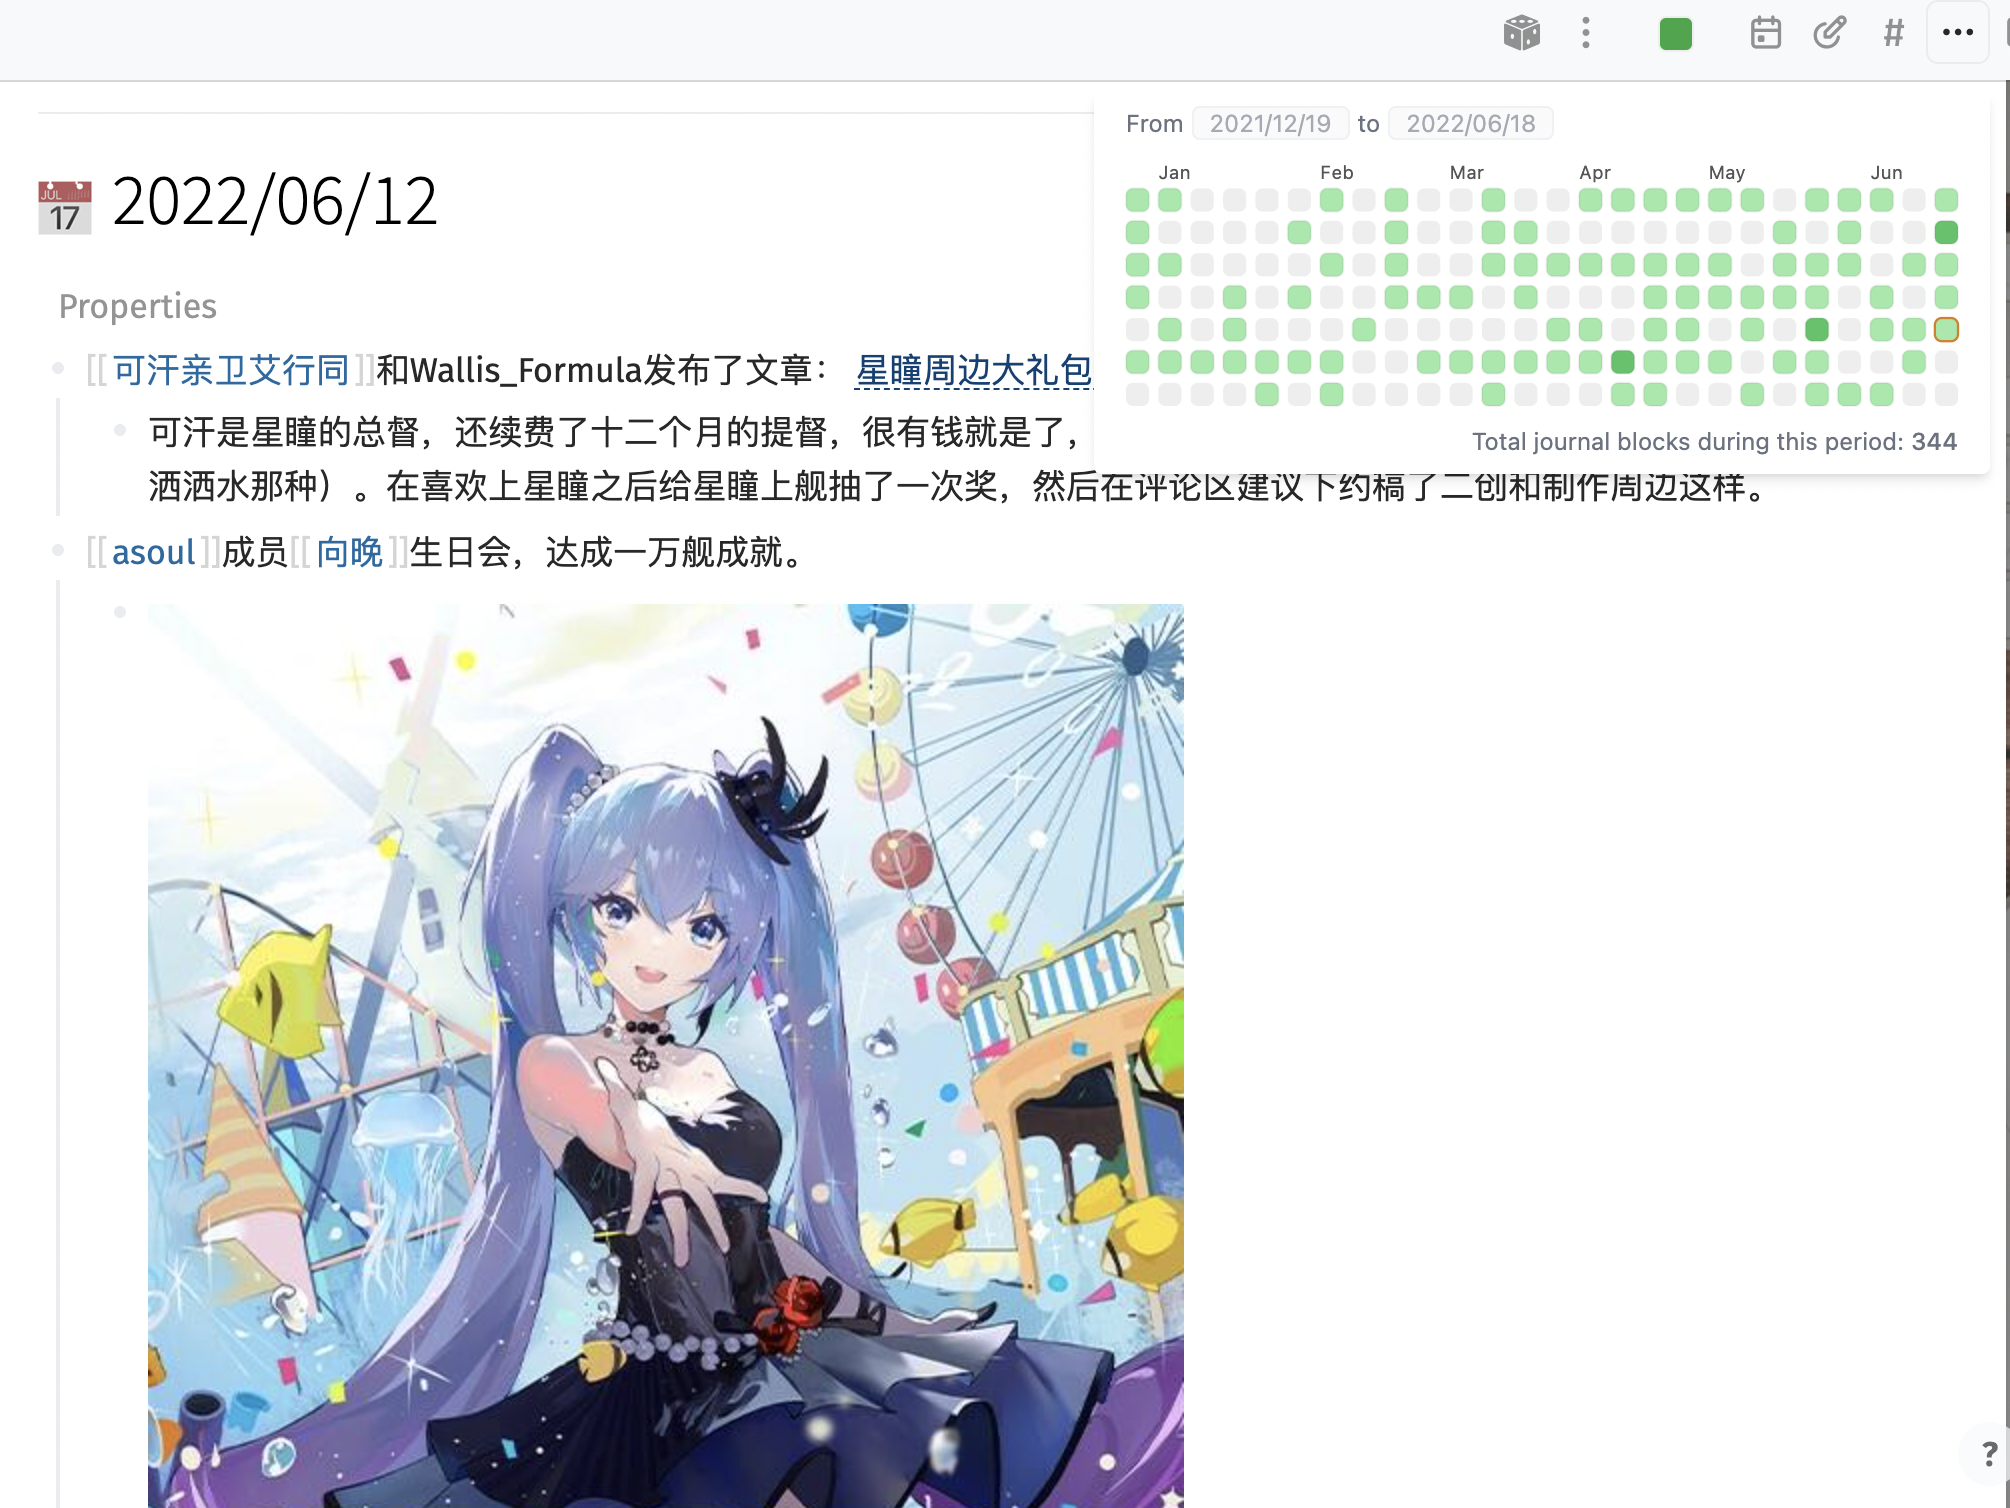 #
From 2021/12/19 to 2022/06/18
Jan Feb Mar Apr May Jun
Total journal blocks during this period: 344
JUL
17
2022/06/12
Properties
[[可汗亲卫艾行同]]和Wallis_Formula发布了文章： 星瞳周边大礼包
可汗是星瞳的总督，还续费了十二个月的提督，很有钱就是了，
洒洒水那种）。在喜欢上星瞳之后给星瞳上舰抽了一次奖，然后在评论区建议下约稿了二创和制作周边这样。
[[asoul]]成员[[向晚]]生日会，达成一万舰成就。
?